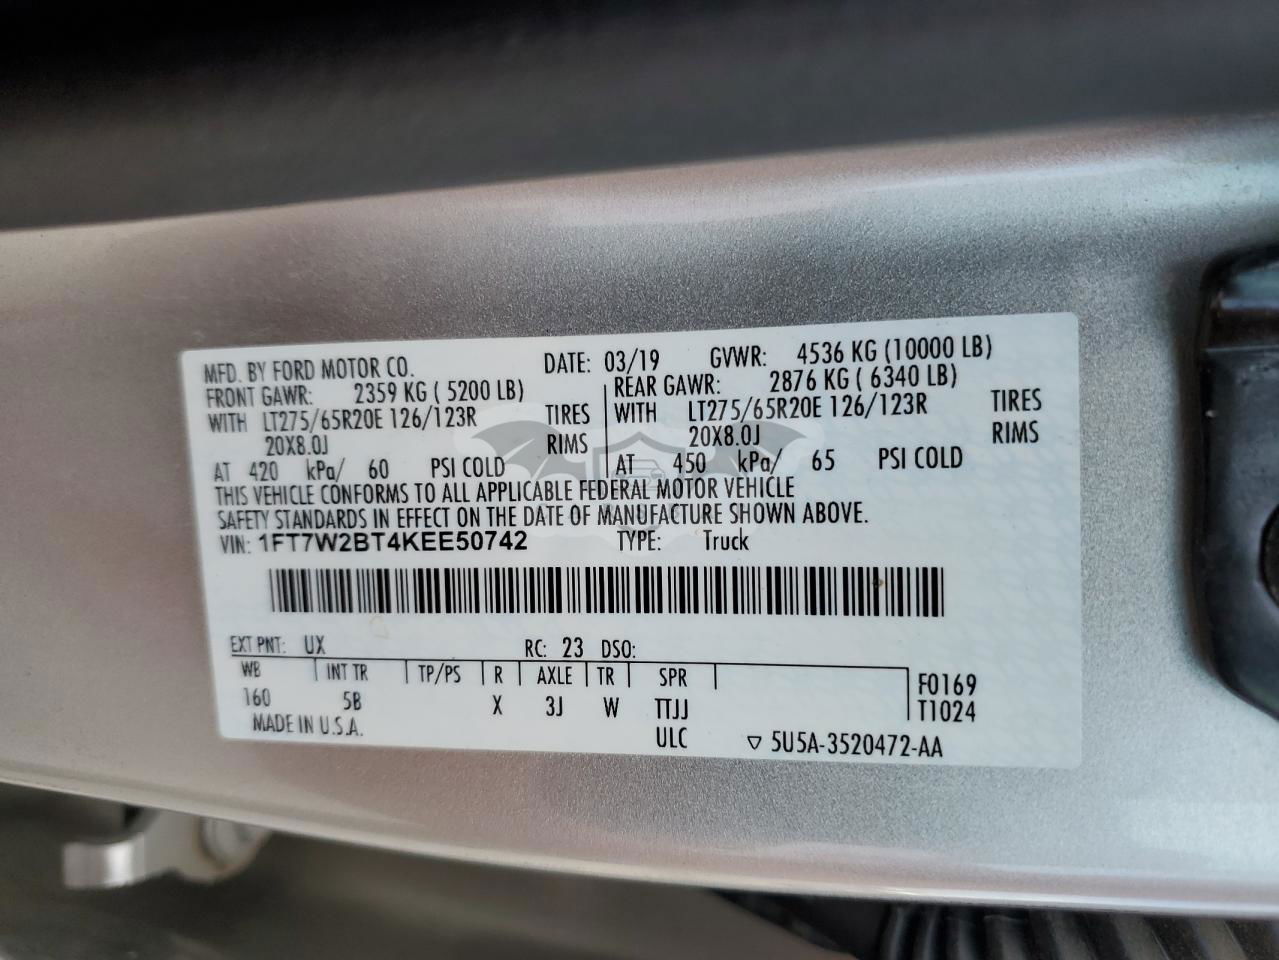 MFD. BY FORD MOTOR CO. DATE: 03/19 GVWR: 4536 KG (10000 LB)
FRONT GAWR: 2359 KG ( 5200 LB) REAR GAWR: 2876 KG ( 6340 LB)
WITH LT275/65R20E 126/123R TIRES WITH LT275/65R20E 126/123R TIRES
20X8.0J RIMS 20X8.0J RIMS
AT 420 kPa/ 60 PSI COLD AT 450 kPa/ 65 PSI COLD
THIS VEHICLE CONFORMS TO ALL APPLICABLE FEDERAL MOTOR VEHICLE
SAFETY STANDARDS IN EFFECT ON THE DATE OF MANUFACTURE SHOWN ABOVE.
VIN: 1FT7W2BT4KEE50742 TYPE: Truck
EXT PNT: UX RC: 23 DSO:
WB INT TR TP/PS R AXLE TR SPR F0169
160 5B X 3J W TTJJ T1024
MADE IN U.S.A. ULC ▽ 5U5A-3520472-AA